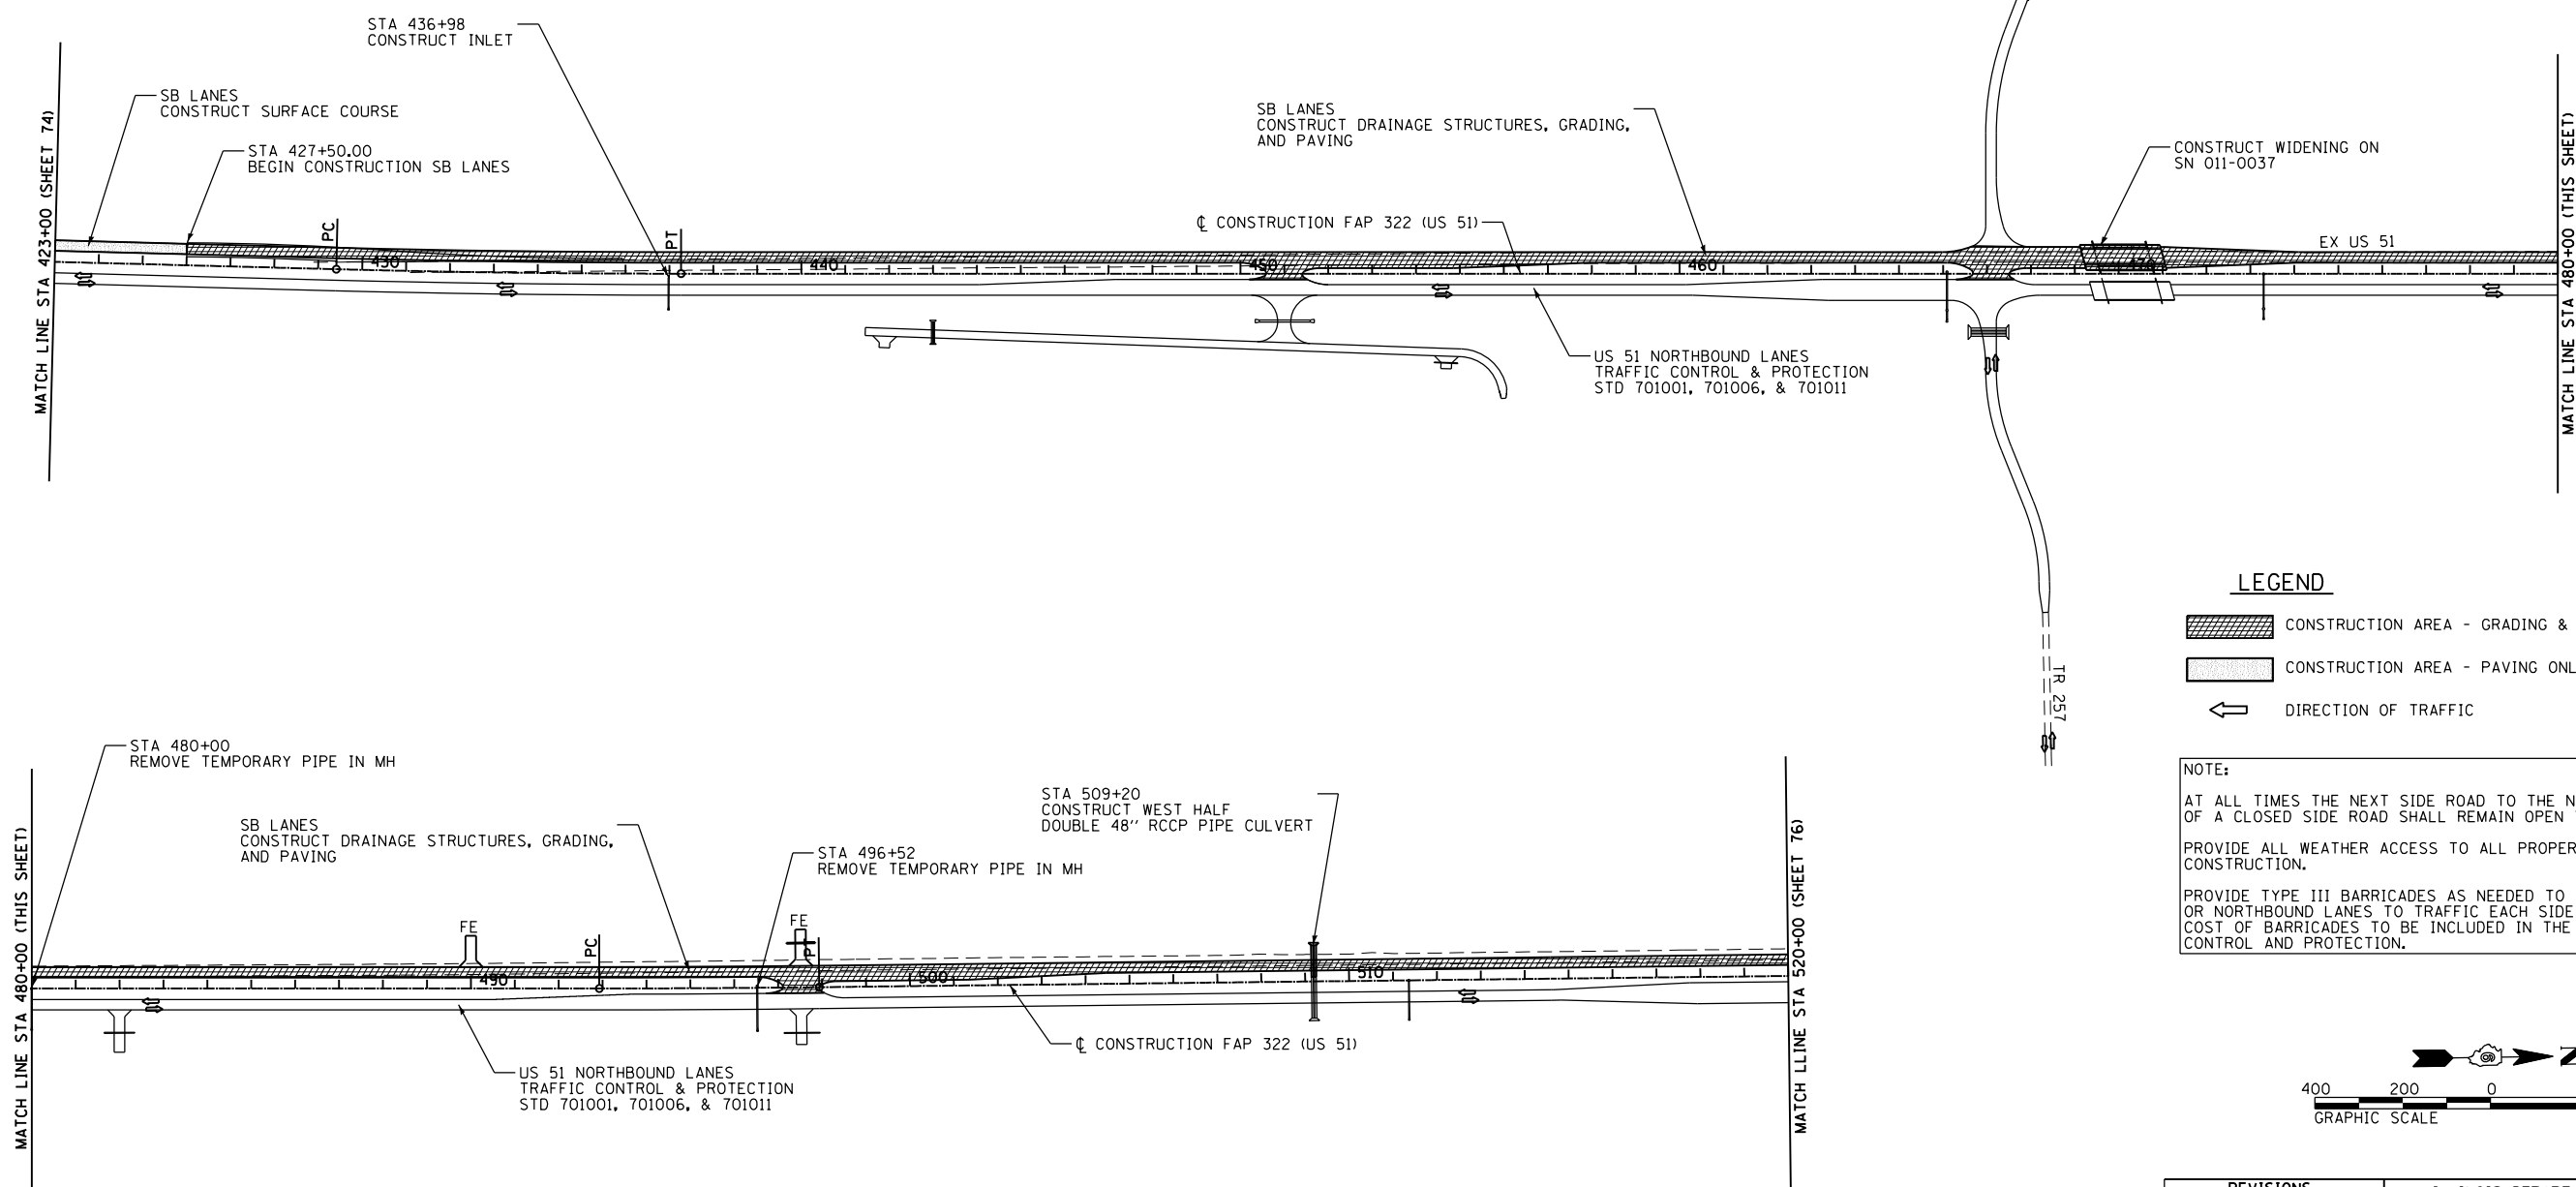 STA 436+98
CONSTRUCT INLET
SB LANES
CONSTRUCT SURFACE COURSE
STA 427+50.00
BEGIN CONSTRUCTION SB LANES
SB LANES
CONSTRUCT DRAINAGE STRUCTURES, GRADING,
AND PAVING
CONSTRUCT WIDENING ON
SN 011-0037
℄ CONSTRUCTION FAP 322 (US 51)
EX US 51
PC
PT
430
440
450
460
470
MATCH LINE STA 423+00 (SHEET 74)
MATCH LINE STA 480+00 (THIS SHEET)
US 51 NORTHBOUND LANES
TRAFFIC CONTROL & PROTECTION
STD 701001, 701006, & 701011
TR 257
LEGEND
CONSTRUCTION AREA - GRADING &
CONSTRUCTION AREA - PAVING ONL
DIRECTION OF TRAFFIC
NOTE:
AT ALL TIMES THE NEXT SIDE ROAD TO THE N
OF A CLOSED SIDE ROAD SHALL REMAIN OPEN
PROVIDE ALL WEATHER ACCESS TO ALL PROPER
CONSTRUCTION.
PROVIDE TYPE III BARRICADES AS NEEDED TO
OR NORTHBOUND LANES TO TRAFFIC EACH SIDE
COST OF BARRICADES TO BE INCLUDED IN THE
CONTROL AND PROTECTION.
STA 480+00
REMOVE TEMPORARY PIPE IN MH
SB LANES
CONSTRUCT DRAINAGE STRUCTURES, GRADING,
AND PAVING
STA 496+52
REMOVE TEMPORARY PIPE IN MH
STA 509+20
CONSTRUCT WEST HALF
DOUBLE 48'' RCCP PIPE CULVERT
FE
FE
PC
490
500
510
MATCH LINE STA 480+00 (THIS SHEET)
MATCH LLINE STA 520+00 (SHEET 76)
℄ CONSTRUCTION FAP 322 (US 51)
US 51 NORTHBOUND LANES
TRAFFIC CONTROL & PROTECTION
STD 701001, 701006, & 701011
400 200 0
GRAPHIC SCALE
REVISIONS